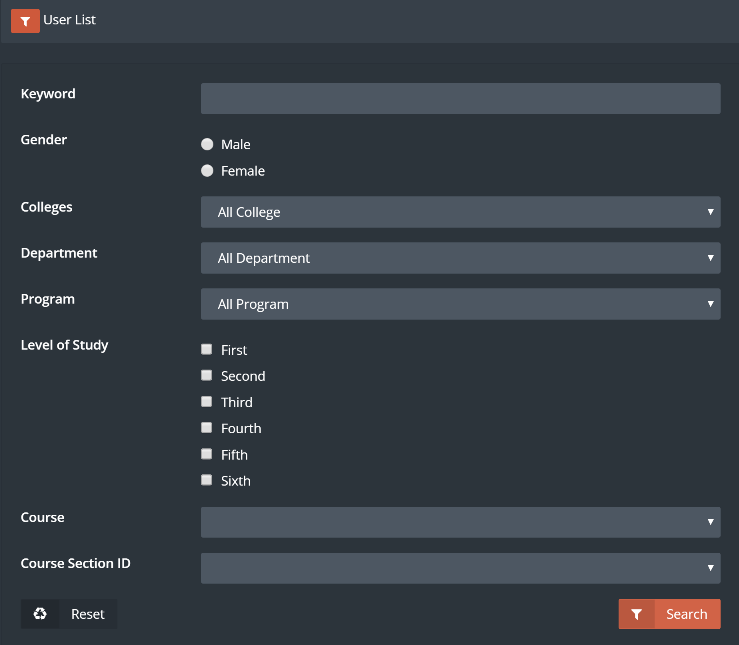 User List
Keyword
Gender
Male
Female
Colleges
All College
Department
All Department
Program
All Program
Level of Study
First
Second
Third
Fourth
Fifth
Sixth
Course
Course Section ID
Reset
Search